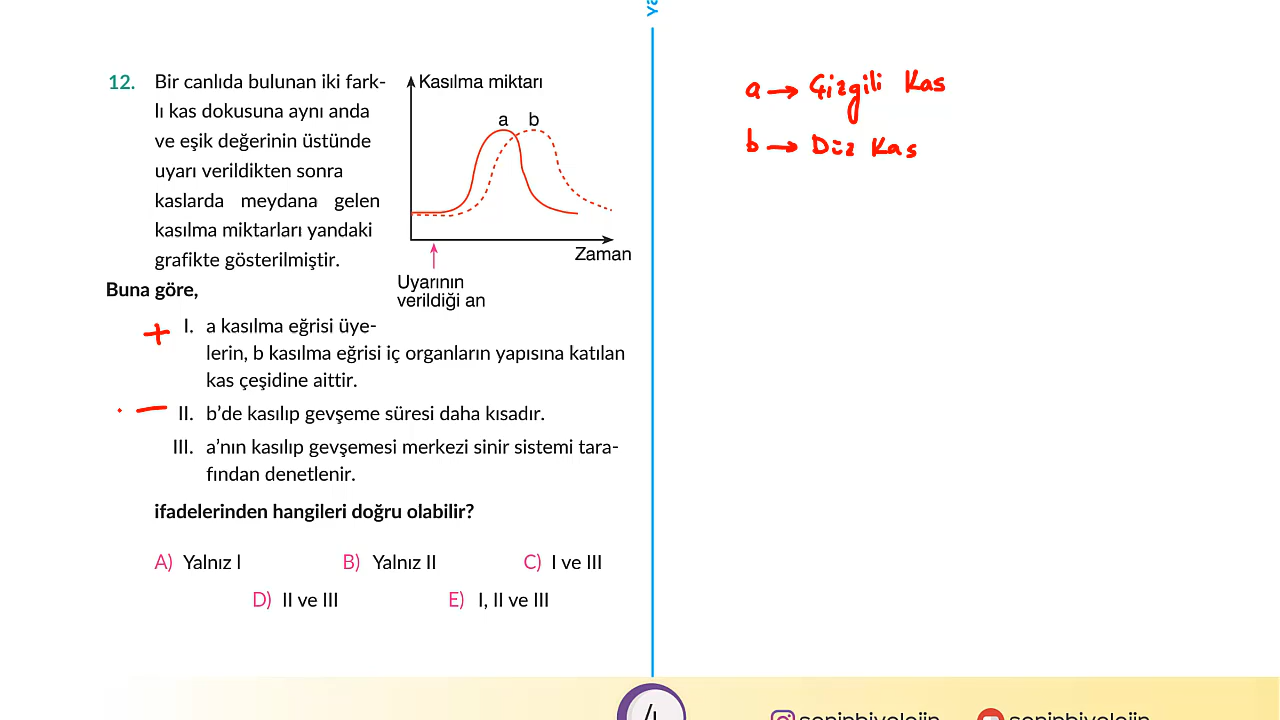 12. Bir canlıda bulunan iki fark-
lı kas dokusuna aynı anda
ve eşik değerinin üstünde
uyarı verildikten sonra
kaslarda meydana gelen
kasılma miktarları yandaki
grafikte gösterilmiştir.
Kasılma miktarı
a b
Zaman
Uyarının
verildiği an
Buna göre,
+ I. a kasılma eğrisi üye-
lerin, b kasılma eğrisi iç organların yapısına katılan
kas çeşidine aittir.
- II. b’de kasılıp gevşeme süresi daha kısadır.
III. a’nın kasılıp gevşemesi merkezi sinir sistemi tara-
fından denetlenir.
ifadelerinden hangileri doğru olabilir?
A) Yalnız I B) Yalnız II C) I ve III
D) II ve III E) I, II ve III
a → Çizgili Kas
b → Düz Kas